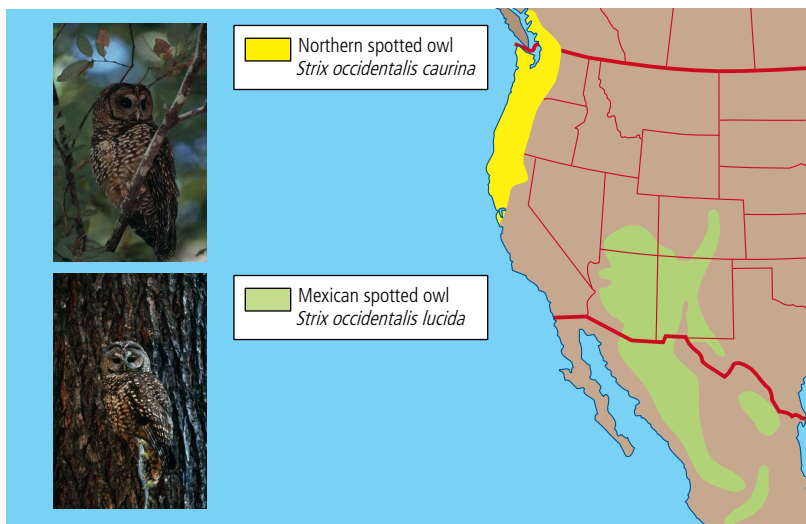 Northern spotted owl
Strix occidentalis caurina
Mexican spotted owl
Strix occidentalis lucida